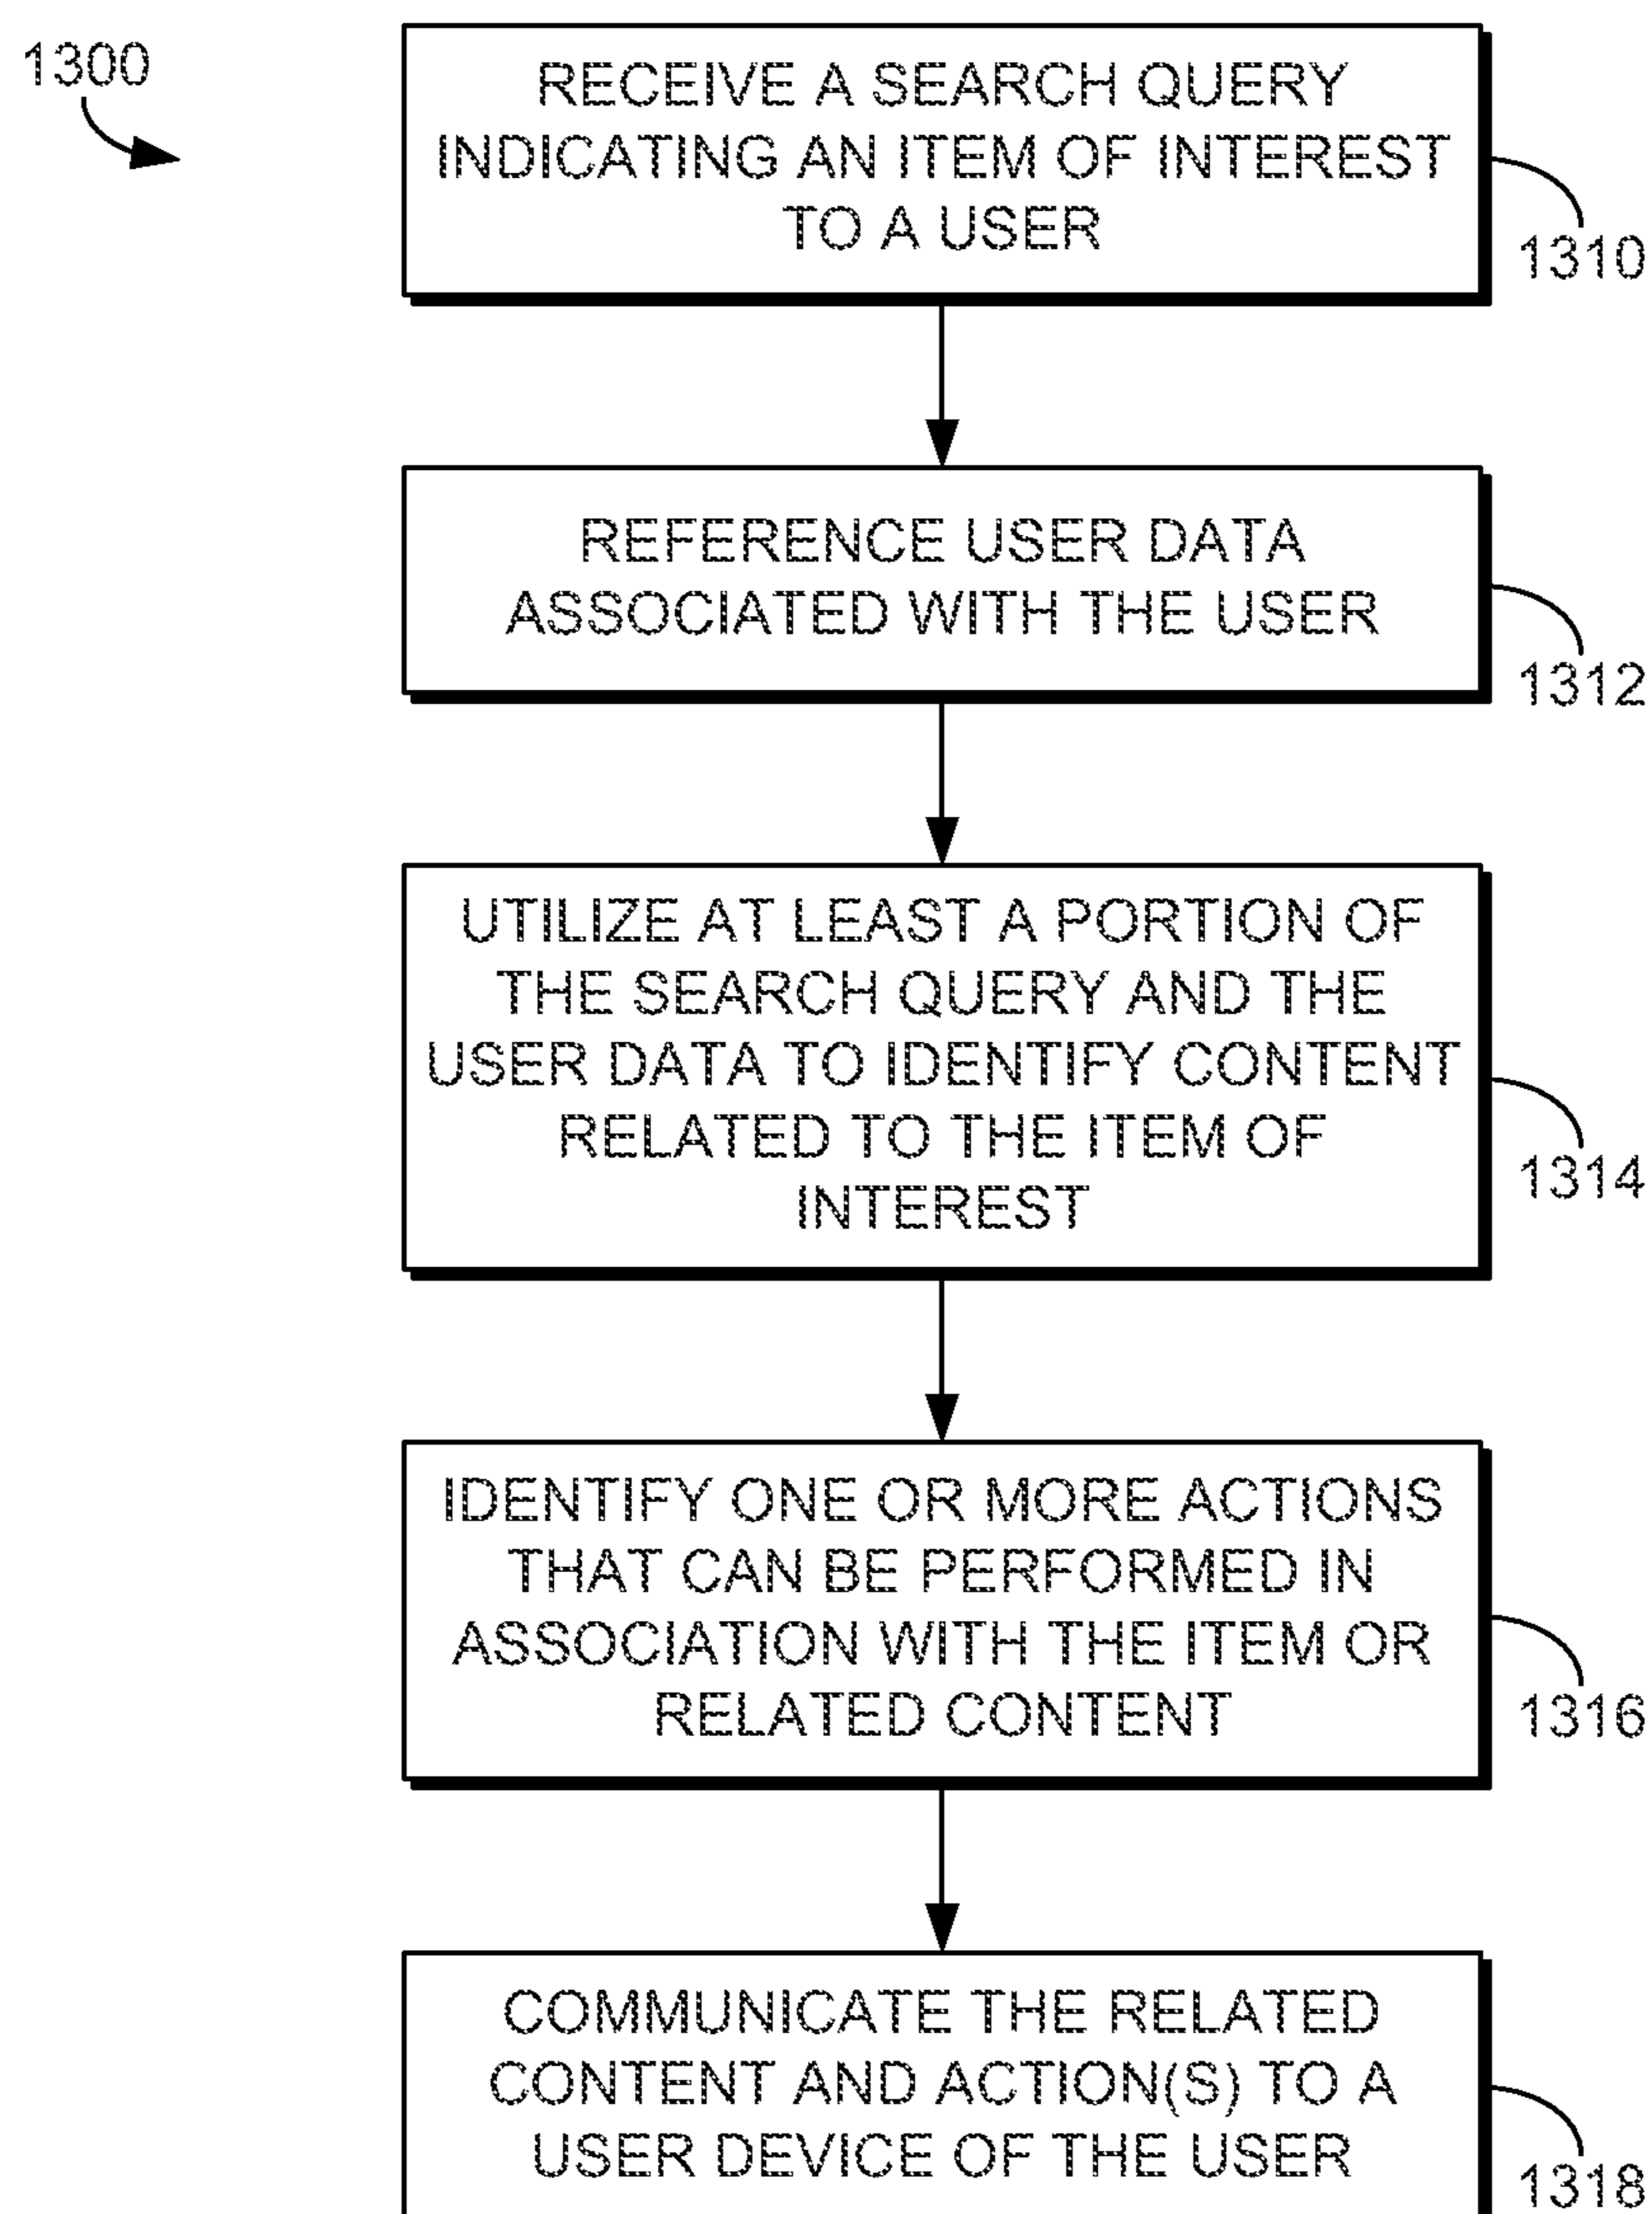 1300
RECEIVE A SEARCH QUERY
INDICATING AN ITEM OF INTEREST
TO A USER
1310
REFERENCE USER DATA
ASSOCIATED WITH THE USER
1312
UTILIZE AT LEAST A PORTION OF
THE SEARCH QUERY AND THE
USER DATA TO IDENTIFY CONTENT
RELATED TO THE ITEM OF
INTEREST
1314
IDENTIFY ONE OR MORE ACTIONS
THAT CAN BE PERFORMED IN
ASSOCIATION WITH THE ITEM OR
RELATED CONTENT
1316
COMMUNICATE THE RELATED
CONTENT AND ACTION(S) TO A
USER DEVICE OF THE USER
1318